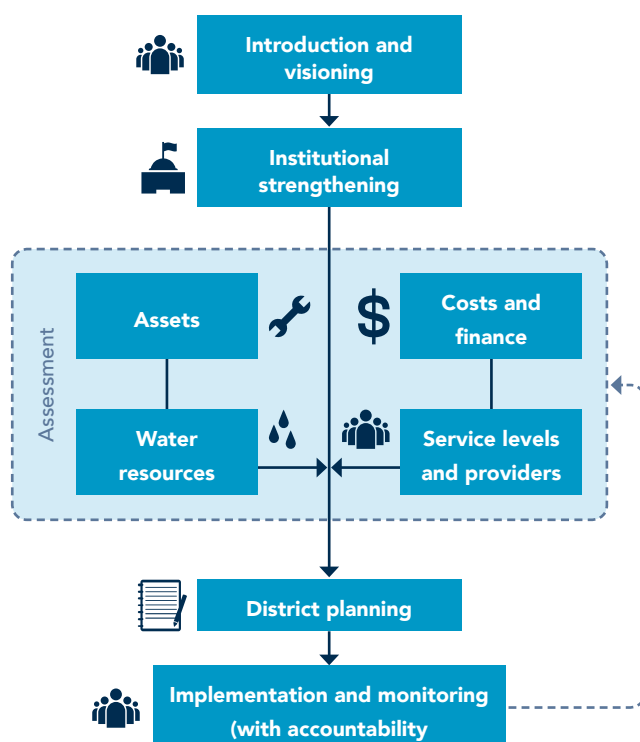 Introduction and
visioning
Institutional
strengthening
Assessment
Assets
$
Costs and
finance
Water
resources
Service levels
and providers
District planning
Implementation and monitoring
(with accountability